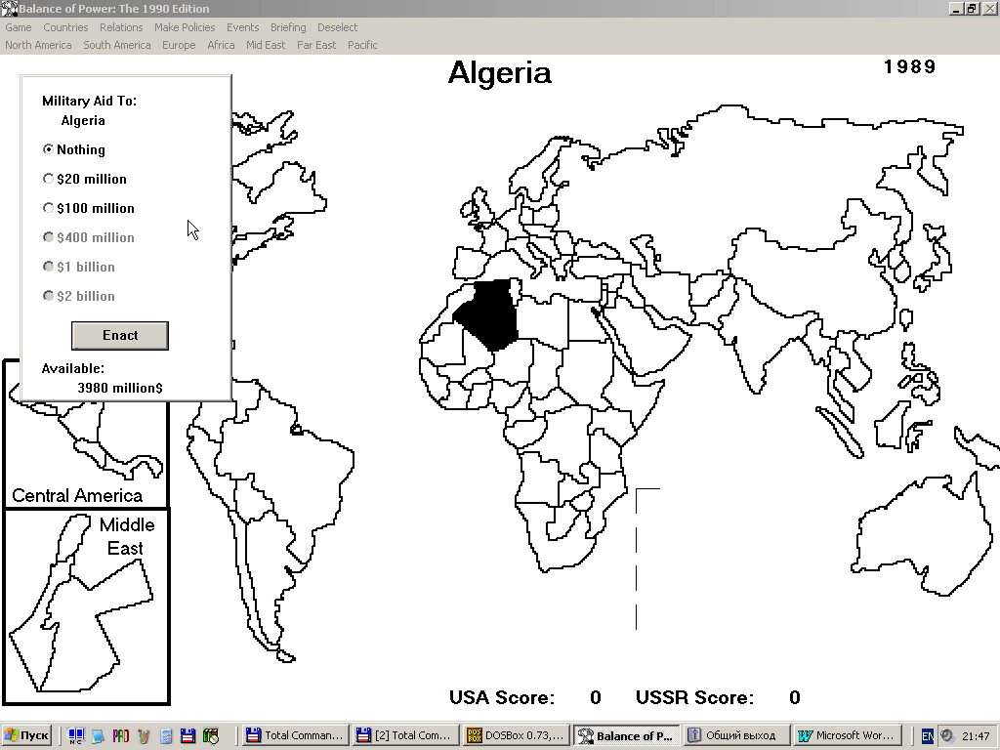 Balance of Power: The 1990 Edition
Game Countries Relations Make Policies Events Briefing Deselect
North America South America Europe Africa Mid East Far East Pacific
Algeria
1989
Military Aid To:
Algeria
Nothing
$20 million
$100 million
$400 million
$1 billion
$2 billion
Enact
Available:
3980 million$
Central America
Middle
East
USA Score: 0 USSR Score: 0
Пуск Total Comman... [2] Total Com... DOSBox 0.73,... Balance of P... Общий выход Microsoft Wor... EN 21:47